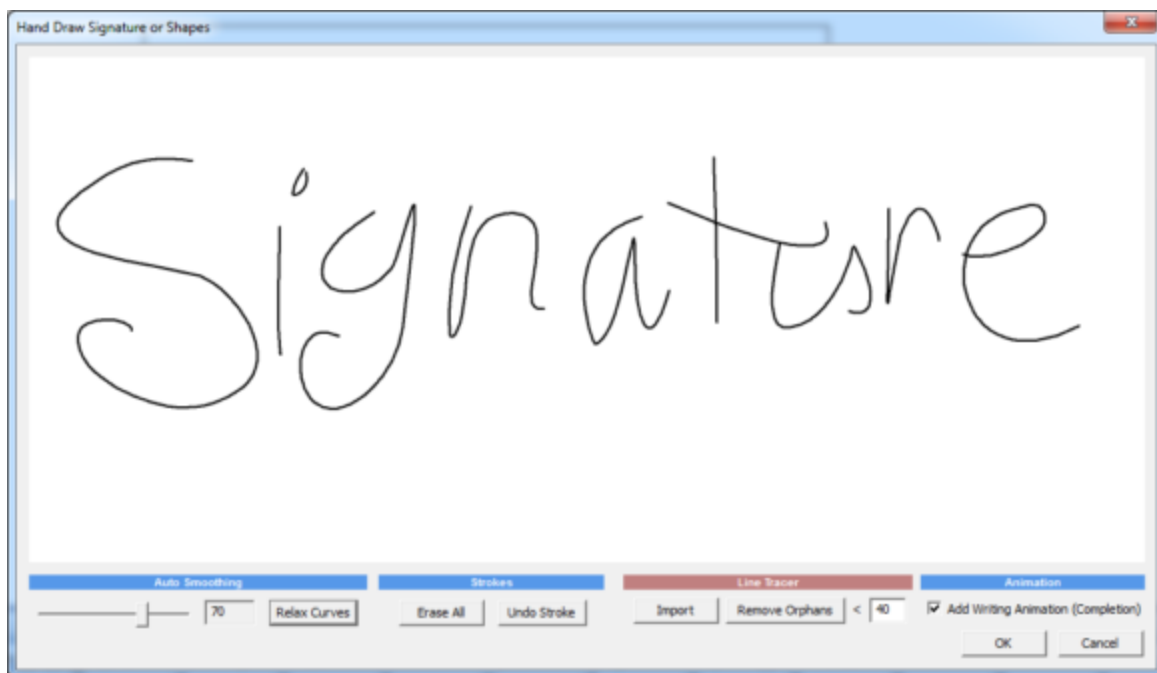 Hand Draw Signature or Shapes
x
Signature
Auto Smoothing
Strokes
Line Tracer
Animation
70
Relax Curves
Erase All
Undo Stroke
Import
Remove Orphans
<
40
Add Writing Animation (Completion)
OK
Cancel